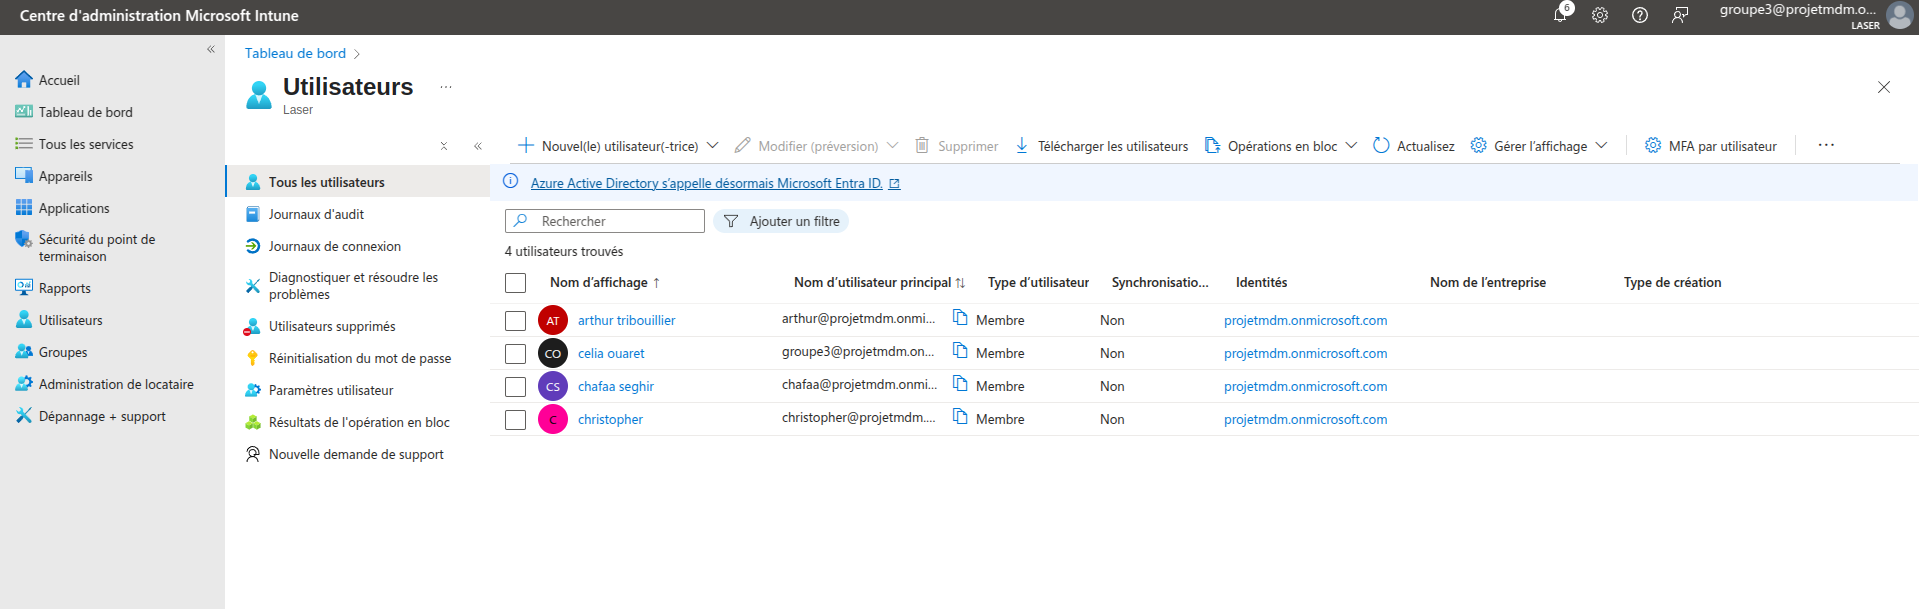 Centre d'administration Microsoft Intune
6
groupe3@projetmdm.o...
LASER
Accueil
Tableau de bord
Tous les services
Appareils
Applications
Sécurité du point de
terminaison
Rapports
Utilisateurs
Groupes
Administration de locataire
Dépannage + support
Tableau de bord
Utilisateurs
Laser
Tous les utilisateurs
Journaux d'audit
Journaux de connexion
Diagnostiquer et résoudre les
problèmes
Utilisateurs supprimés
Réinitialisation du mot de passe
Paramètres utilisateur
Résultats de l'opération en bloc
Nouvelle demande de support
Nouvel(le) utilisateur(-trice) Modifier (préversion) Supprimer Télécharger les utilisateurs Opérations en bloc Actualisez Gérer l'affichage MFA par utilisateur
Azure Active Directory s'appelle désormais Microsoft Entra ID.
Rechercher Ajouter un filtre
4 utilisateurs trouvés
Nom d'affichage Nom d'utilisateur principal Type d'utilisateur Synchronisatio... Identités Nom de l'entreprise Type de création
AT arthur tribouillier arthur@projetmdm.onmi... Membre Non projetmdm.onmicrosoft.com
CO celia ouaret groupe3@projetmdm.on... Membre Non projetmdm.onmicrosoft.com
CS chafaa seghir chafaa@projetmdm.onmi... Membre Non projetmdm.onmicrosoft.com
C christopher christopher@projetmdm.... Membre Non projetmdm.onmicrosoft.com